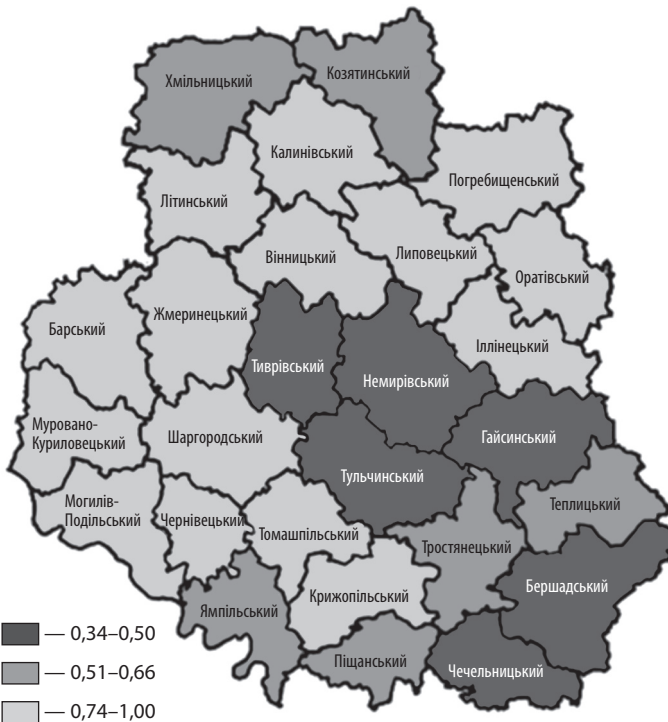 Хмільницький
Козятинський
Калинівський
Погребищенський
Літинський
Вінницький
Липовецький
Оратівський
Барський
Жмеринецький
Тиврівський
Немирівський
Іллінецький
Муровано-
Куриловецький
Шаргородський
Гайсинський
Тульчинський
Могилів-
Подільський
Чернівецький
Томашпільський
Тростянецький
Теплицький
Ямпільський
Крижопільський
Бершадський
Піщанський
Чечельницький
— 0,34–0,50
— 0,51–0,66
— 0,74–1,00